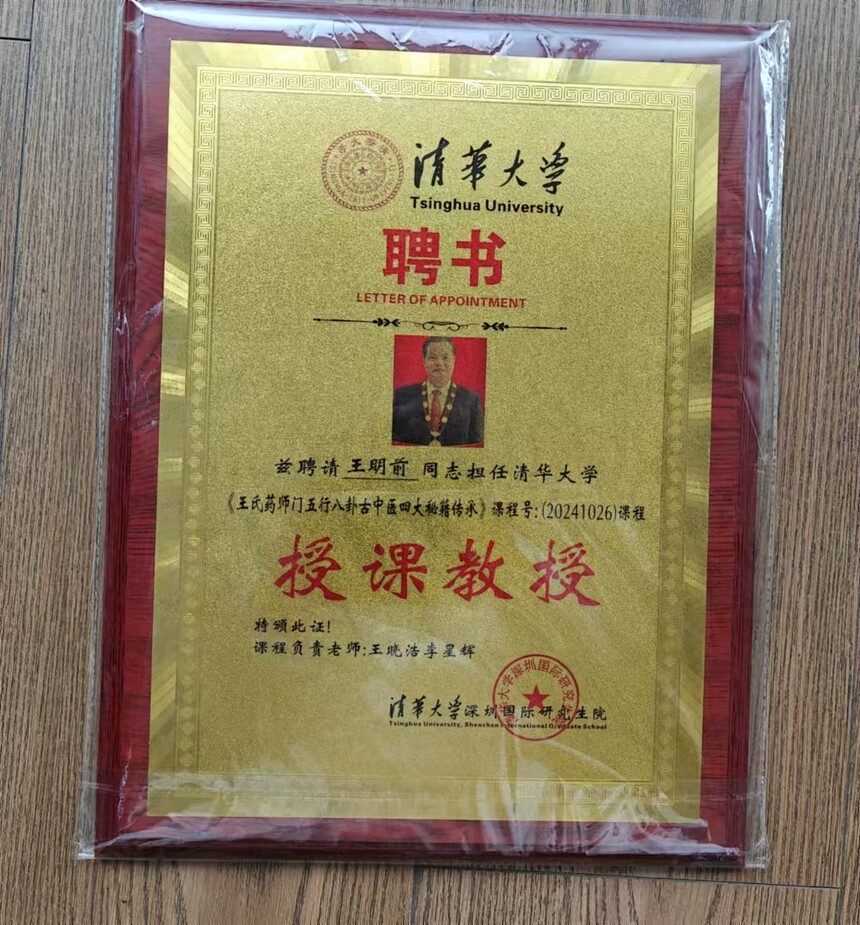 清華大学
Tsinghua University
聘书
LETTER OF APPOINTMENT
兹聘请 王明前 同志担任清华大学
《王氏药师门五行八卦古中医四大秘籍传承》课程号:(20241026)课程
授课教授
特颁此证!
课程负责老师:王晓浩李星辉
清華大学深圳国际研究生院
Tsinghua University, Shenzhen International Graduate School